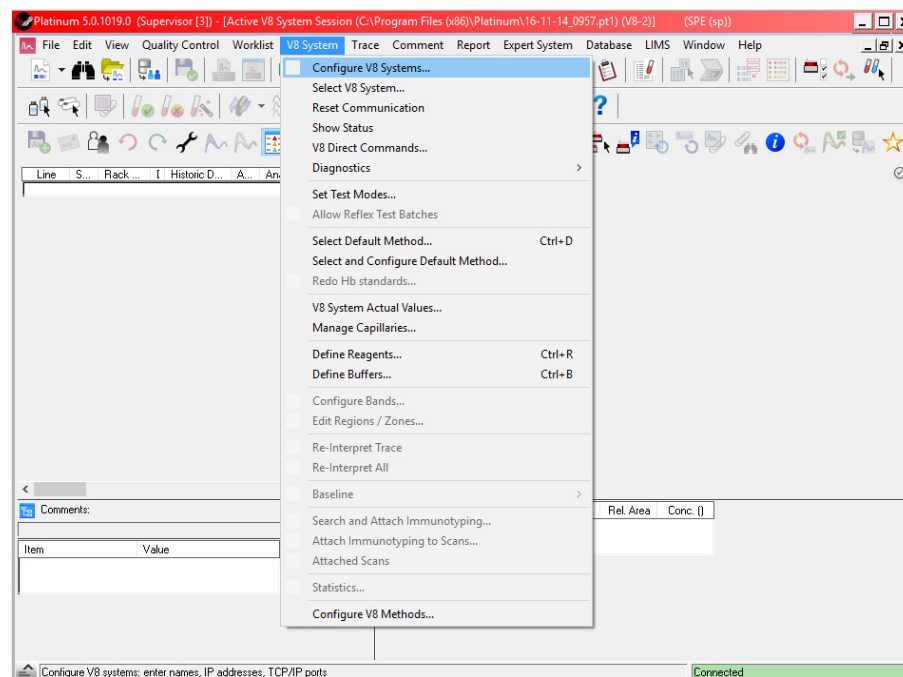 Platinum 5.0.1019.0 (Supervisor [3]) - [Active V8 System Session (C:\Program Files (x86)\Platinum\16-11-14_0957.pt1) (V8-2)] (SPE (sp))
File Edit View Quality Control Worklist V8 System Trace Comment Report Expert System Database LIMS Window Help
Configure V8 Systems...
Select V8 System...
Reset Communication
Show Status
V8 Direct Commands...
Diagnostics
Set Test Modes...
Allow Reflex Test Batches
Select Default Method... Ctrl+D
Select and Configure Default Method...
Redo Hb standards...
V8 System Actual Values...
Manage Capillaries...
Define Reagents... Ctrl+R
Define Buffers... Ctrl+B
Configure Bands...
Edit Regions / Zones...
Re-Interpret Trace
Re-Interpret All
Baseline
Search and Attach Immunotyping...
Attach Immunotyping to Scans...
Attached Scans
Statistics...
Configure V8 Methods...
Line S... Rack ... Historic D... A... An
Comments:
Item Value
Rel. Area Conc. ()
Configure V8 systems: enter names, IP addresses, TCP/IP ports
Connected